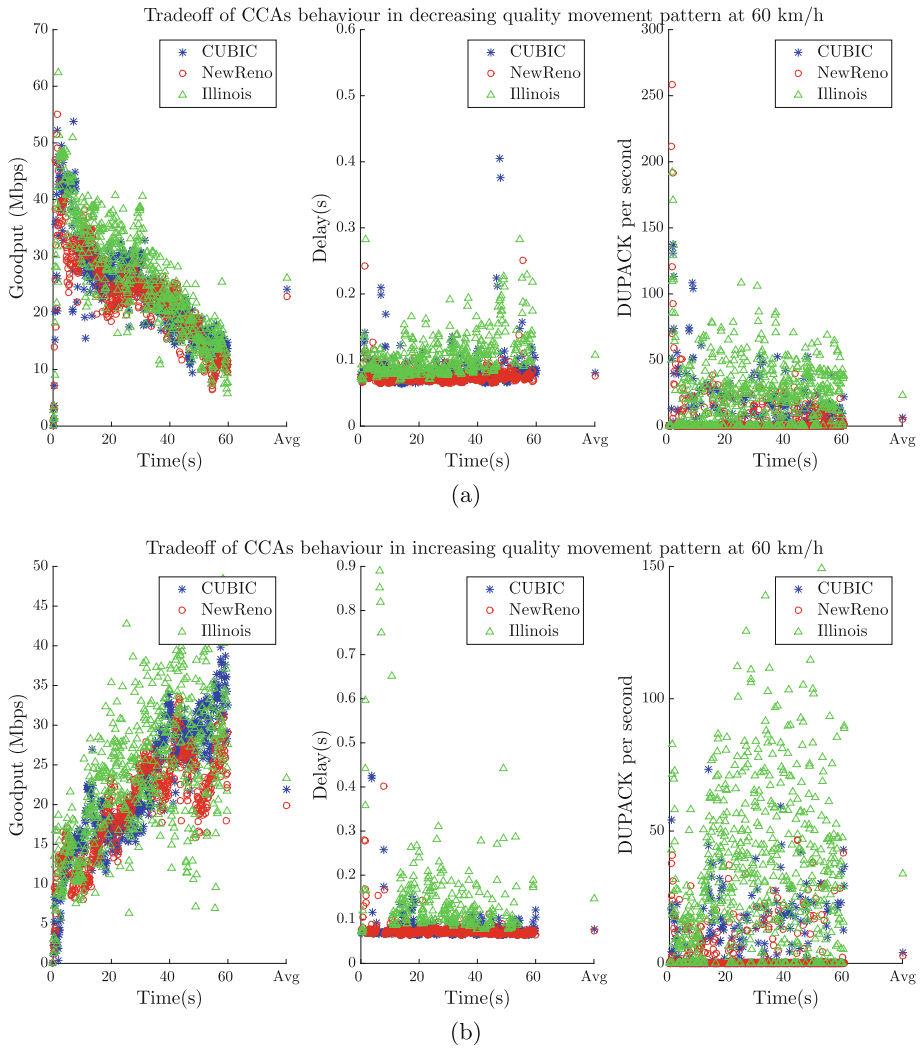 Tradeoff of CCAs behaviour in decreasing quality movement pattern at 60 km/h
70
60
50
40
30
20
10
0
Goodput (Mbps)
CUBIC
NewReno
Illinois
0 20 40 60 Avg
Time(s)
0.6
0.5
0.4
0.3
0.2
0.1
0
Delay(s)
CUBIC
NewReno
Illinois
0 20 40 60 Avg
Time(s)
300
250
200
150
100
50
0
DUPACK per second
CUBIC
NewReno
Illinois
0 20 40 60 Avg
Time(s)
(a)
Tradeoff of CCAs behaviour in increasing quality movement pattern at 60 km/h
50
45
40
35
30
25
20
15
10
5
0
Goodput (Mbps)
CUBIC
NewReno
Illinois
0 20 40 60 Avg
Time(s)
0.9
0.8
0.7
0.6
0.5
0.4
0.3
0.2
0.1
0
Delay(s)
CUBIC
NewReno
Illinois
0 20 40 60 Avg
Time(s)
150
100
50
0
DUPACK per second
CUBIC
NewReno
Illinois
0 20 40 60 Avg
Time(s)
(b)